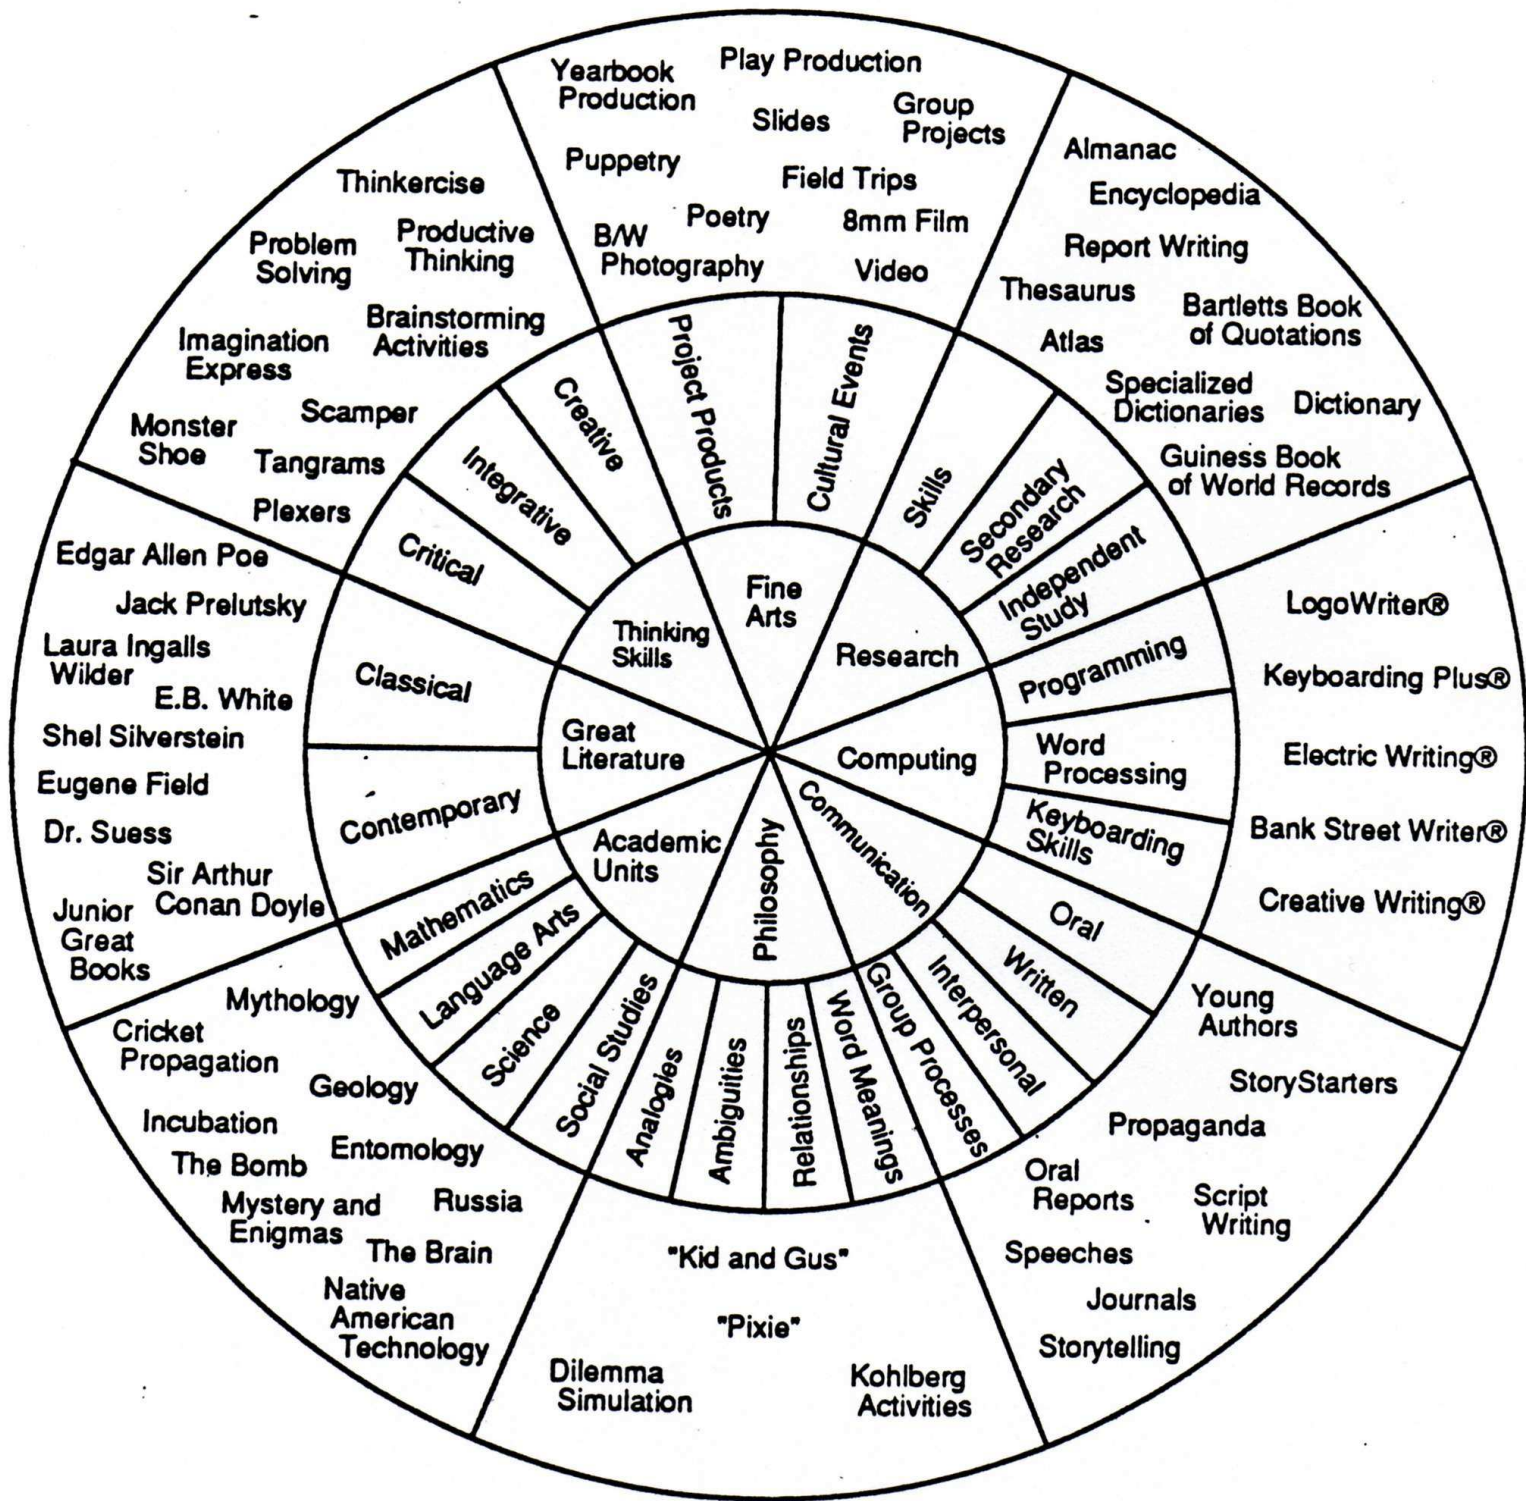 Play Production
Yearbook
Production
Slides
Group
Projects
Puppetry
Field Trips
Poetry
8mm Film
B/W
Photography
Video
Project Products
Cultural Events
Fine
Arts
Almanac
Encyclopedia
Report Writing
Thesaurus
Bartletts Book
of Quotations
Atlas
Specialized
Dictionaries
Dictionary
Guiness Book
of World Records
Skills
Secondary
Research
Independent
Study
Research
LogoWriter®
Keyboarding Plus®
Electric Writing®
Bank Street Writer®
Creative Writing®
Programming
Word
Processing
Keyboarding
Skills
Computing
Young
Authors
StoryStarters
Propaganda
Oral
Reports
Script
Writing
Speeches
Journals
Storytelling
Oral
Written
Interpersonal
Group Processes
Communication
"Kid and Gus"
"Pixie"
Dilemma
Simulation
Kohlberg
Activities
Word Meanings
Relationships
Ambiguities
Analogies
Philosophy
Mythology
Cricket
Propagation
Geology
Incubation
Entomology
The Bomb
Mystery and
Enigmas
Russia
The Brain
Native
American
Technology
Social Studies
Science
Language Arts
Mathematics
Academic
Units
Edgar Allen Poe
Jack Prelutsky
Laura Ingalls
Wilder
E.B. White
Shel Silverstein
Eugene Field
Dr. Suess
Sir Arthur
Conan Doyle
Junior
Great
Books
Contemporary
Classical
Great
Literature
Thinkercise
Problem
Solving
Productive
Thinking
Imagination
Express
Brainstorming
Activities
Scamper
Monster
Shoe
Tangrams
Plexers
Critical
Integrative
Creative
Thinking
Skills